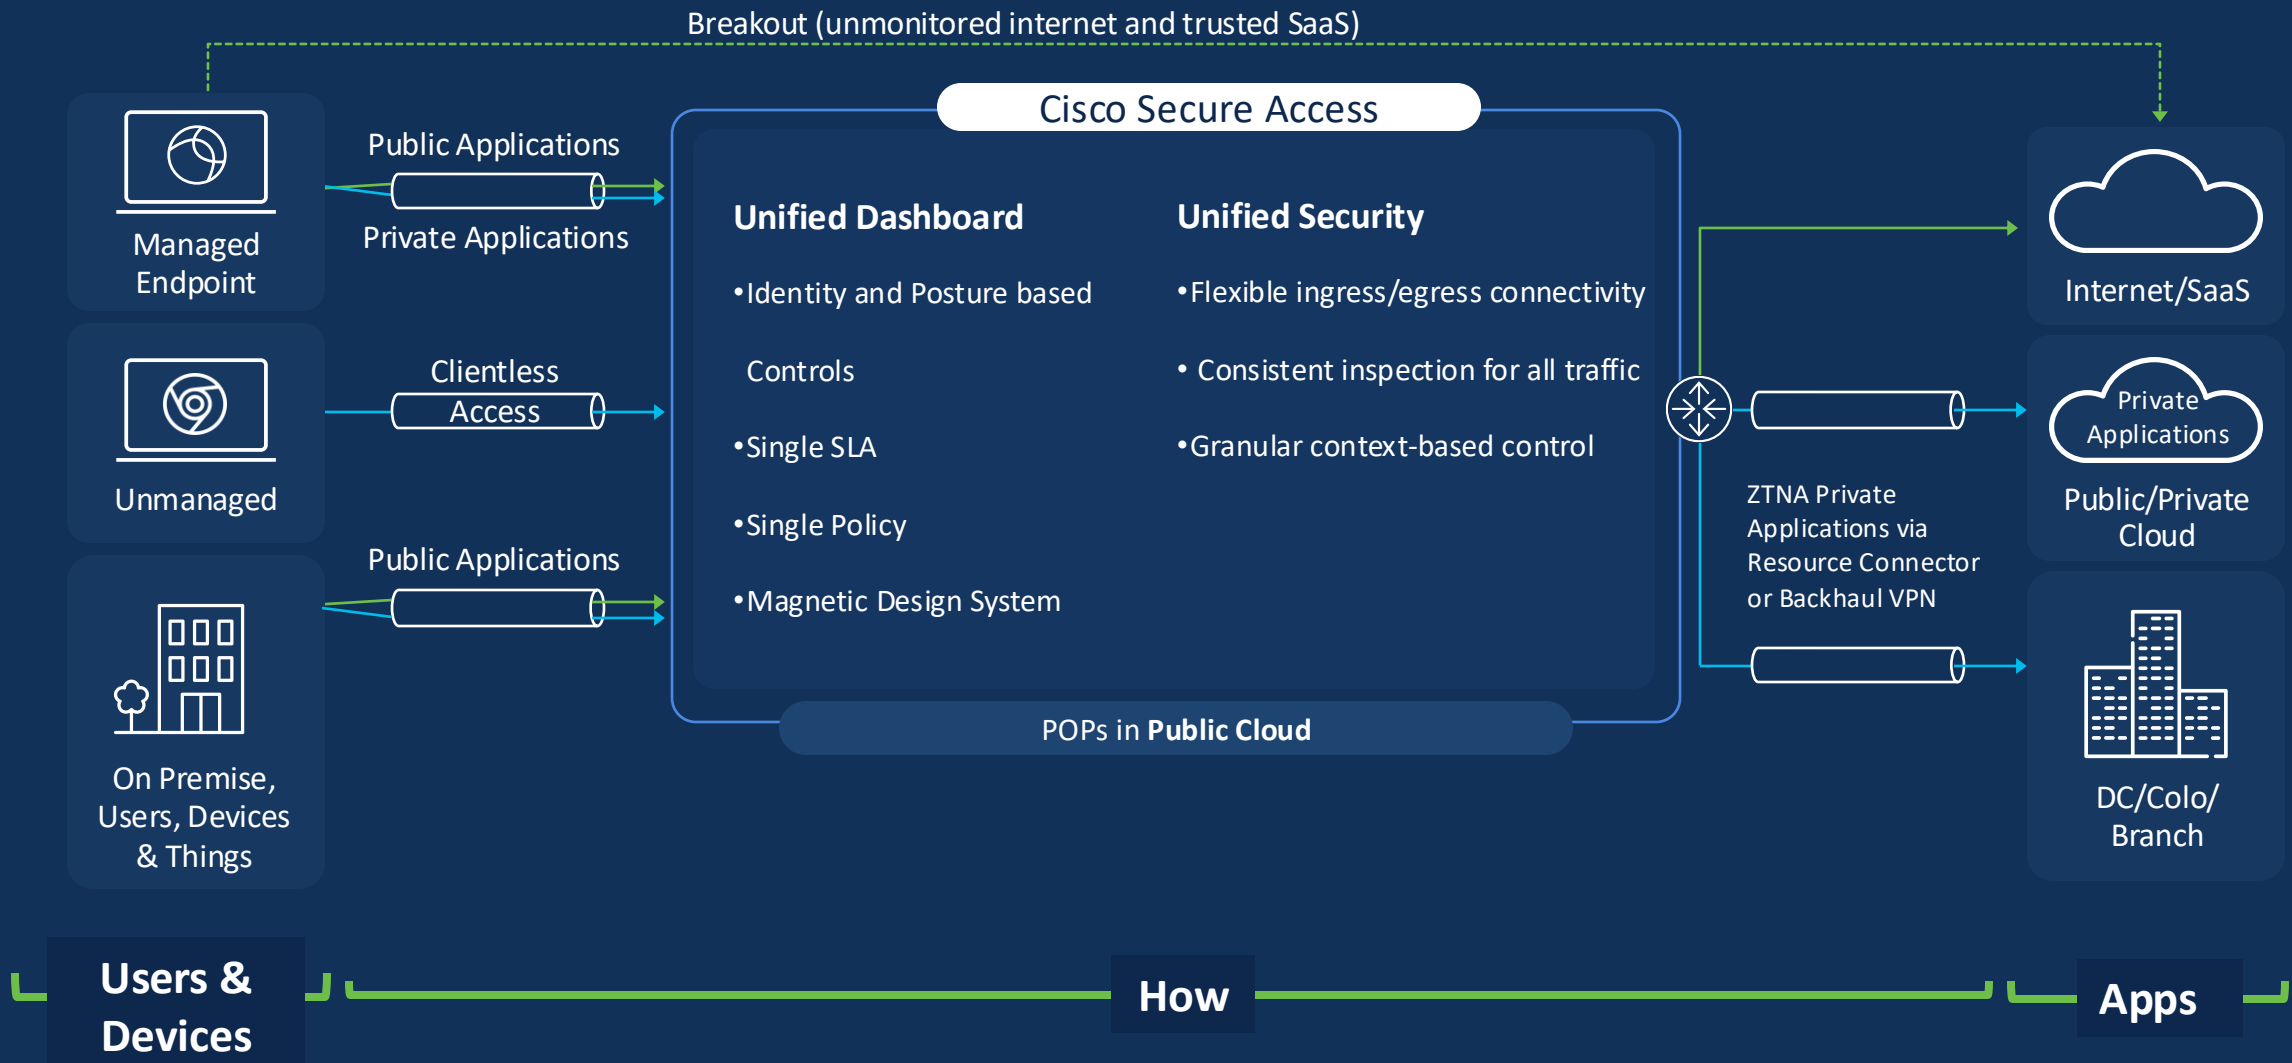 Breakout (unmonitored internet and trusted SaaS)
Cisco Secure Access
Managed
Endpoint
Public Applications
Private Applications
Unmanaged
Clientless
Access
On Premise,
Users, Devices
& Things
Public Applications
Unified Dashboard
•Identity and Posture based
Controls
•Single SLA
•Single Policy
•Magnetic Design System
Unified Security
•Flexible ingress/egress connectivity
• Consistent inspection for all traffic
•Granular context-based control
POPs in Public Cloud
ZTNA Private
Applications via
Resource Connector
or Backhaul VPN
Internet/SaaS
Private
Applications
Public/Private
Cloud
DC/Colo/
Branch
Users &
Devices
How
Apps